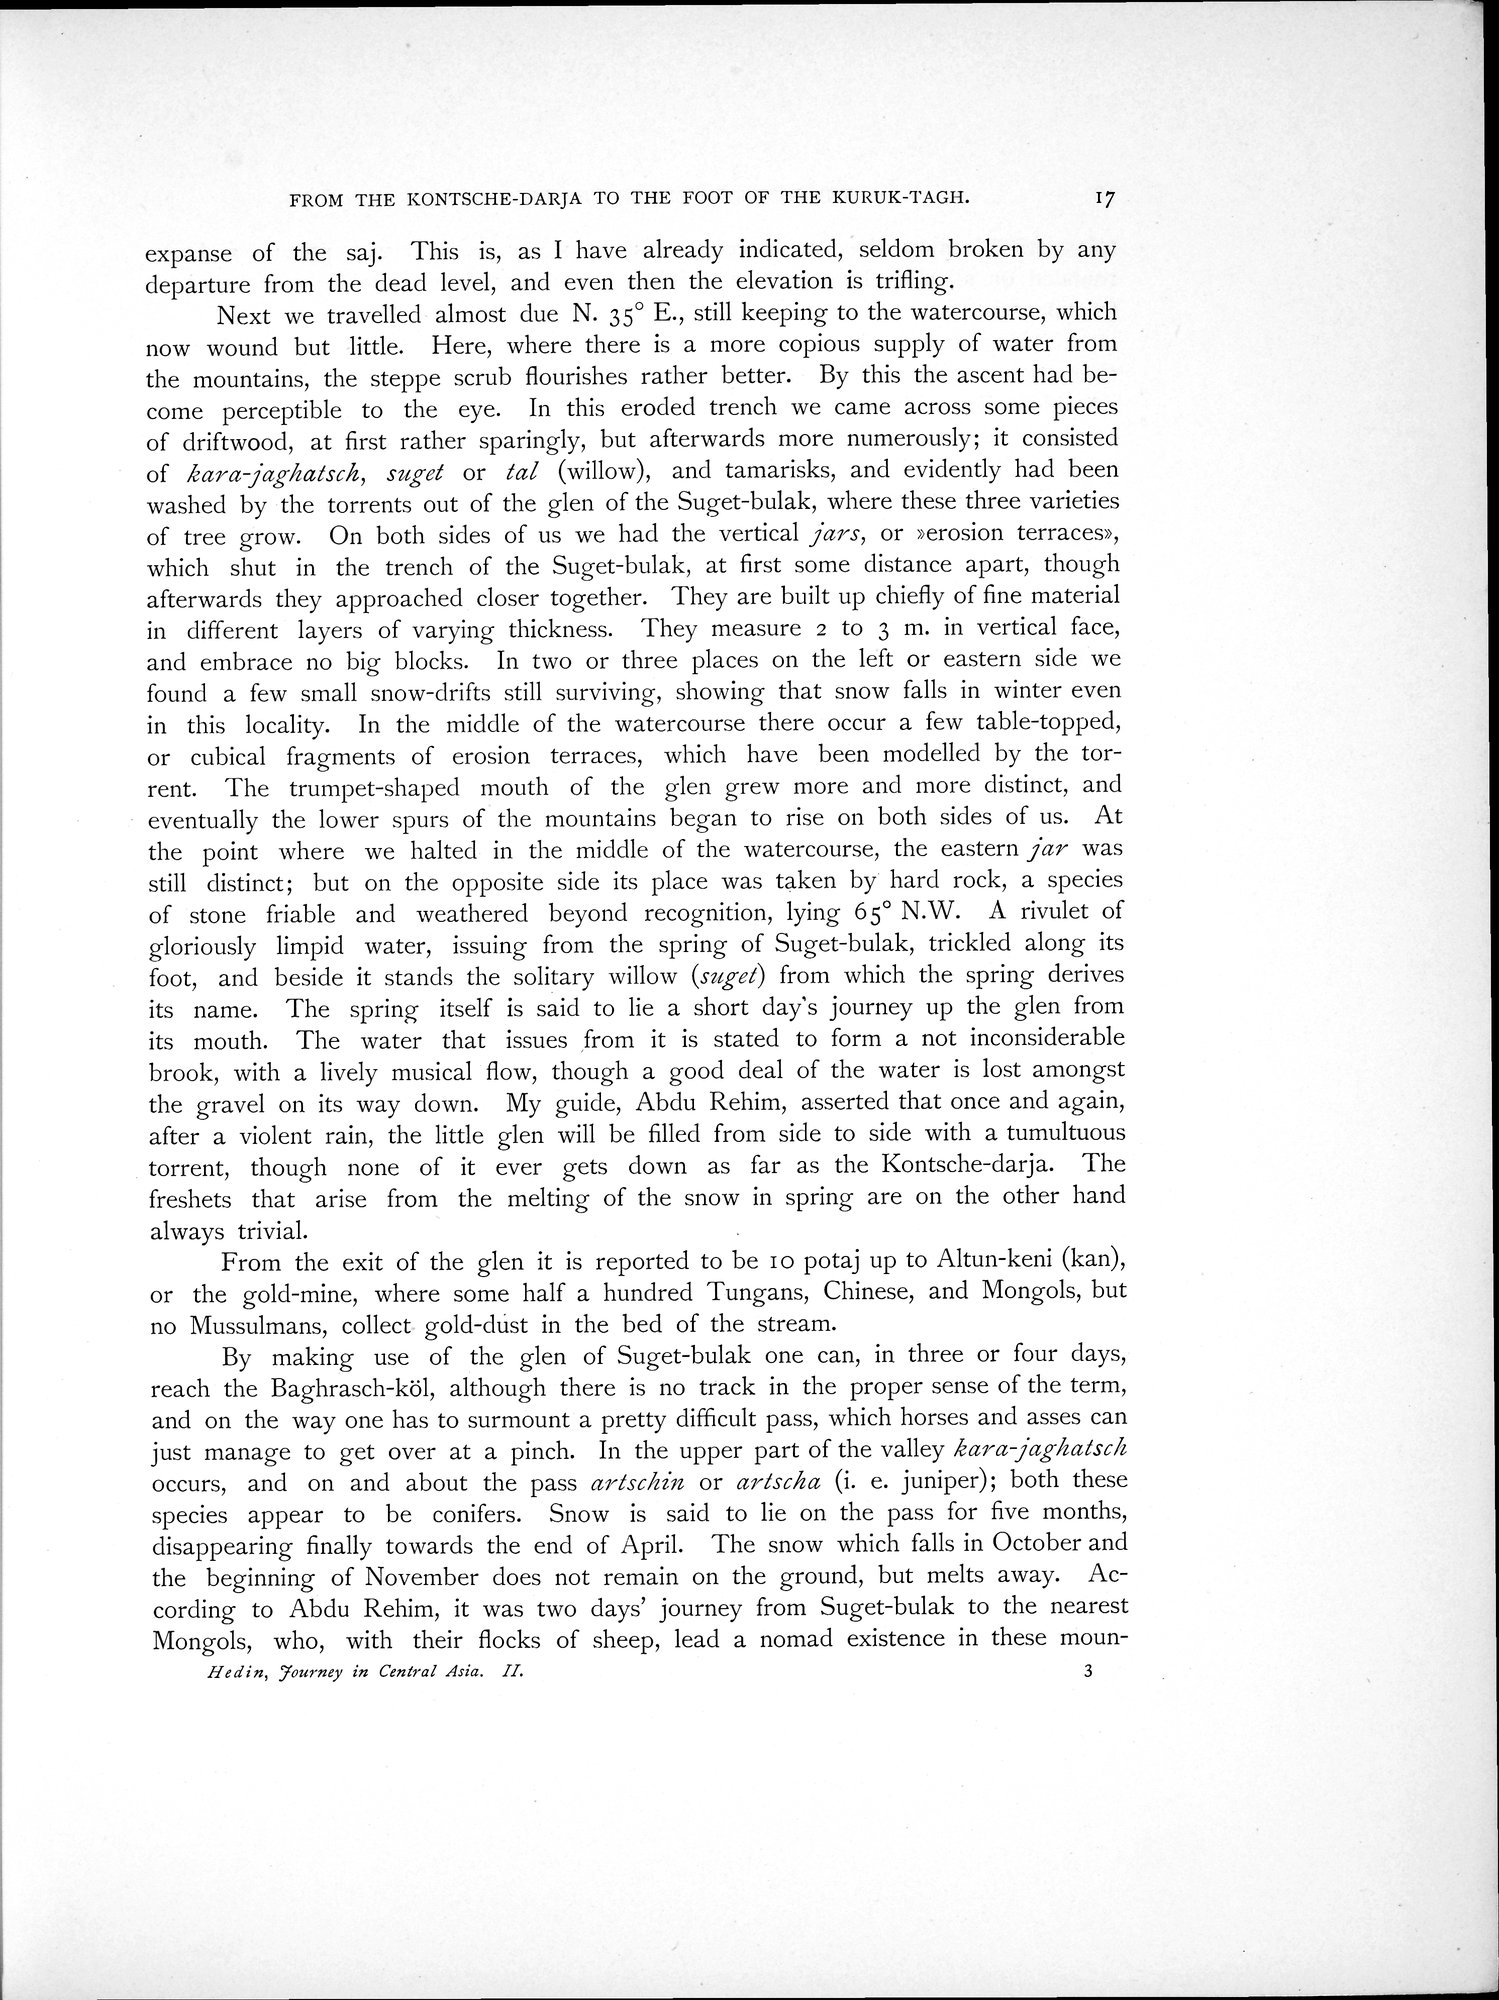 FROM THE KONTSCHE-DARJA TO THE FOOT OF THE KURUK-TAGH. 17
expanse of the saj. This is, as I have already indicated, seldom broken by any
departure from the dead level, and even then the elevation is trifling.
Next we travelled almost due N. 35° E., still keeping to the watercourse, which
now wound but little. Here, where there is a more copious supply of water from
the mountains, the steppe scrub flourishes rather better. By this the ascent had be-
come perceptible to the eye. In this eroded trench we came across some pieces
of driftwood, at first rather sparingly, but afterwards more numerously; it consisted
of kara-jaghatsch, suget or tal (willow), and tamarisks, and evidently had been
washed by the torrents out of the glen of the Suget-bulak, where these three varieties
of tree grow. On both sides of us we had the vertical jars, or »erosion terraces»,
which shut in the trench of the Suget-bulak, at first some distance apart, though
afterwards they approached closer together. They are built up chiefly of fine material
in different layers of varying thickness. They measure 2 to 3 m. in vertical face,
and embrace no big blocks. In two or three places on the left or eastern side we
found a few small snow-drifts still surviving, showing that snow falls in winter even
in this locality. In the middle of the watercourse there occur a few table-topped,
or cubical fragments of erosion terraces, which have been modelled by the tor-
rent. The trumpet-shaped mouth of the glen grew more and more distinct, and
eventually the lower spurs of the mountains began to rise on both sides of us. At
the point where we halted in the middle of the watercourse, the eastern jar was
still distinct; but on the opposite side its place was taken by hard rock, a species
of stone friable and weathered beyond recognition, lying 65° N.W. A rivulet of
gloriously limpid water, issuing from the spring of Suget-bulak, trickled along its
foot, and beside it stands the solitary willow (suget) from which the spring derives
its name. The spring itself is said to lie a short day's journey up the glen from
its mouth. The water that issues from it is stated to form a not inconsiderable
brook, with a lively musical flow, though a good deal of the water is lost amongst
the gravel on its way down. My guide, Abdu Rehim, asserted that once and again,
after a violent rain, the little glen will be filled from side to side with a tumultuous
torrent, though none of it ever gets down as far as the Kontsche-darja. The
freshets that arise from the melting of the snow in spring are on the other hand
always trivial.
From the exit of the glen it is reported to be 10 potaj up to Altun-keni (kan),
or the gold-mine, where some half a hundred Tungans, Chinese, and Mongols, but
no Mussulmans, collect gold-dust in the bed of the stream.
By making use of the glen of Suget-bulak one can, in three or four days,
reach the Baghrasch-köl, although there is no track in the proper sense of the term,
and on the way one has to surmount a pretty difficult pass, which horses and asses can
just manage to get over at a pinch. In the upper part of the valley kara-jaghatsch
occurs, and on and about the pass artschin or artscha (i. e. juniper); both these
species appear to be conifers. Snow is said to lie on the pass for five months,
disappearing finally towards the end of April. The snow which falls in October and
the beginning of November does not remain on the ground, but melts away. Ac-
cording to Abdu Rehim, it was two days' journey from Suget-bulak to the nearest
Mongols, who, with their flocks of sheep, lead a nomad existence in these moun-
Hedin, Journey in Central Asia. II. 3